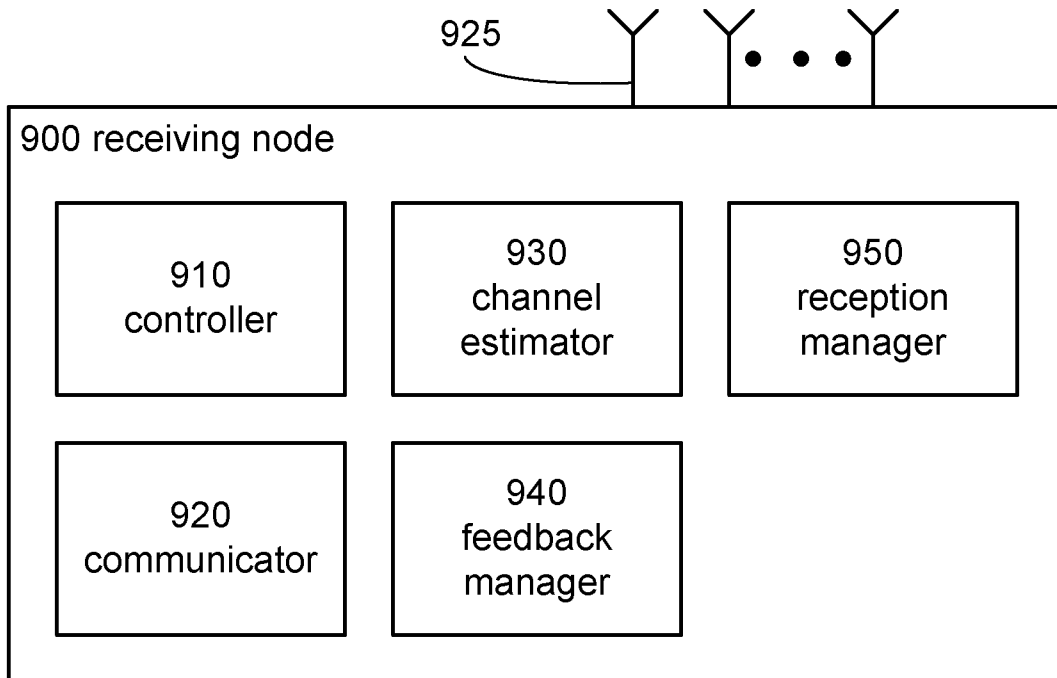 925
900 receiving node
910
controller
930
channel
estimator
950
reception
manager
920
communicator
940
feedback
manager